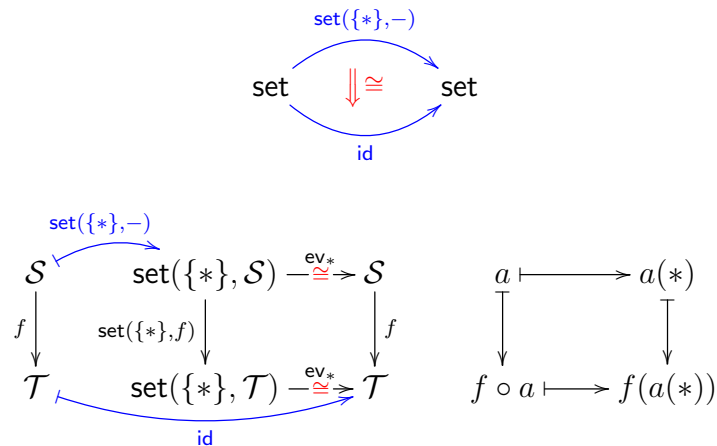 set({*}, −)
set ⇓≅ set
id
set({*}, −)
S set({*}, S) ev* ≅ S a a(*)
f set({*}, f) f
T set({*}, T) ev* ≅ T f ∘ a f(a(*))
id